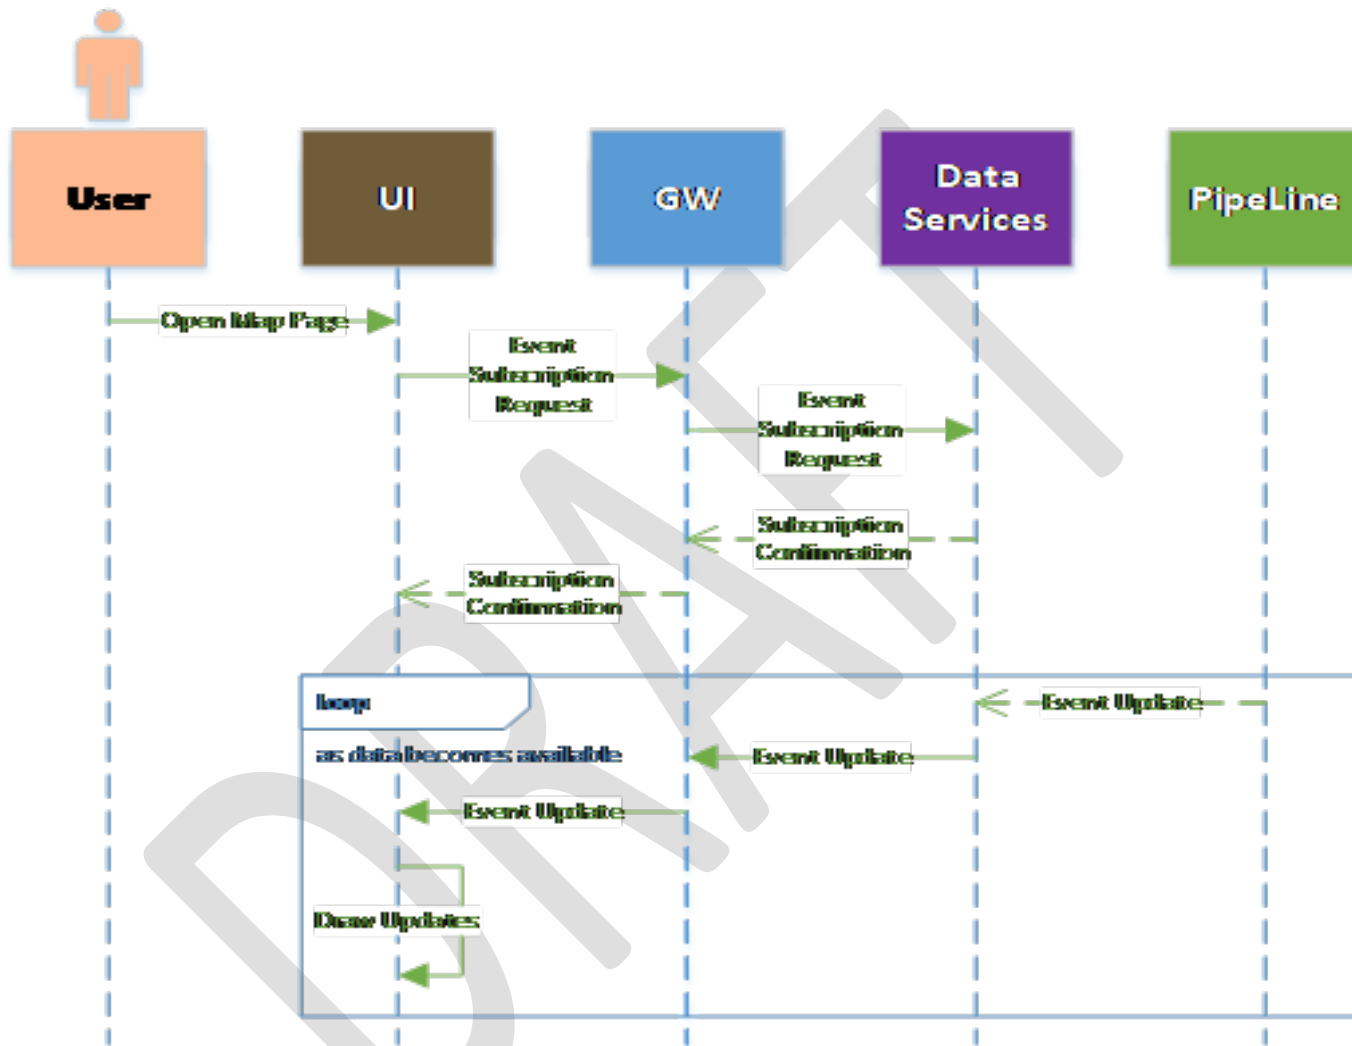 User
UI
GW
Data
Services
PipeLine
Open Map Page
Event
Subscription
Request
Event
Subscription
Request
Subscription
Confirmation
Subscription
Confirmation
loop
Event Update
as data becomes available
Event Update
Event Update
Draw Updates
DRAFT